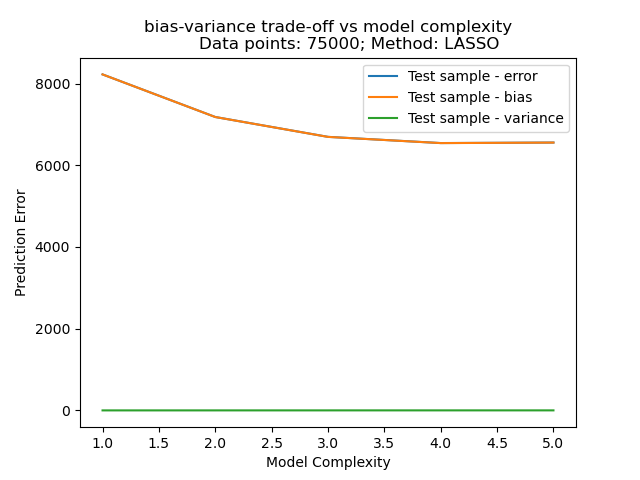 bias-variance trade-off vs model complexity
Data points: 75000; Method: LASSO
Test sample - error
Test sample - bias
Test sample - variance
8000
6000
4000
2000
0
Prediction Error
1.0 1.5 2.0 2.5 3.0 3.5 4.0 4.5 5.0
Model Complexity